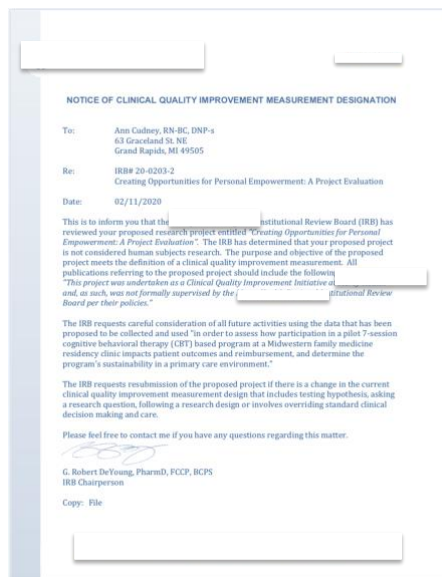 NOTICE OF CLINICAL QUALITY IMPROVEMENT MEASUREMENT DESIGNATION
To: Ann Cudney, RN-BC, DNP-s
63 Graceland St. NE
Grand Rapids, MI 49505
Re: IRB# 20-0203-2
Creating Opportunities for Personal Empowerment: A Project Evaluation
Date: 02/11/2020
This is to inform you that the nstitutional Review Board (IRB) has
reviewed your proposed research project entitled "Creating Opportunities for Personal
Empowerment: A Project Evaluation". The IRB has determined that your proposed project
is not considered human subjects research. The purpose and objective of the proposed
project meets the definition of a clinical quality improvement measurement. All
publications referring to the proposed project should include the following
"This project was undertaken as a Clinical Quality Improvement Initiative a
and, as such, was not formally supervised by the titutional Review
Board per their policies."
The IRB requests careful consideration of all future activities using the data that has been
proposed to be collected and used "in order to assess how participation in a pilot 7-session
cognitive behavioral therapy (CBT) based program at a Midwestern family medicine
residency clinic impacts patient outcomes and reimbursement, and determine the
program's sustainability in a primary care environment."
The IRB requests resubmission of the proposed project if there is a change in the current
clinical quality improvement measurement design that includes testing hypothesis, asking
a research question, following a research design or involves overriding standard clinical
decision making and care.
Please feel free to contact me if you have any questions regarding this matter.
G. Robert DeYoung, PharmD, FCCP, BCPS
IRB Chairperson
Copy: File